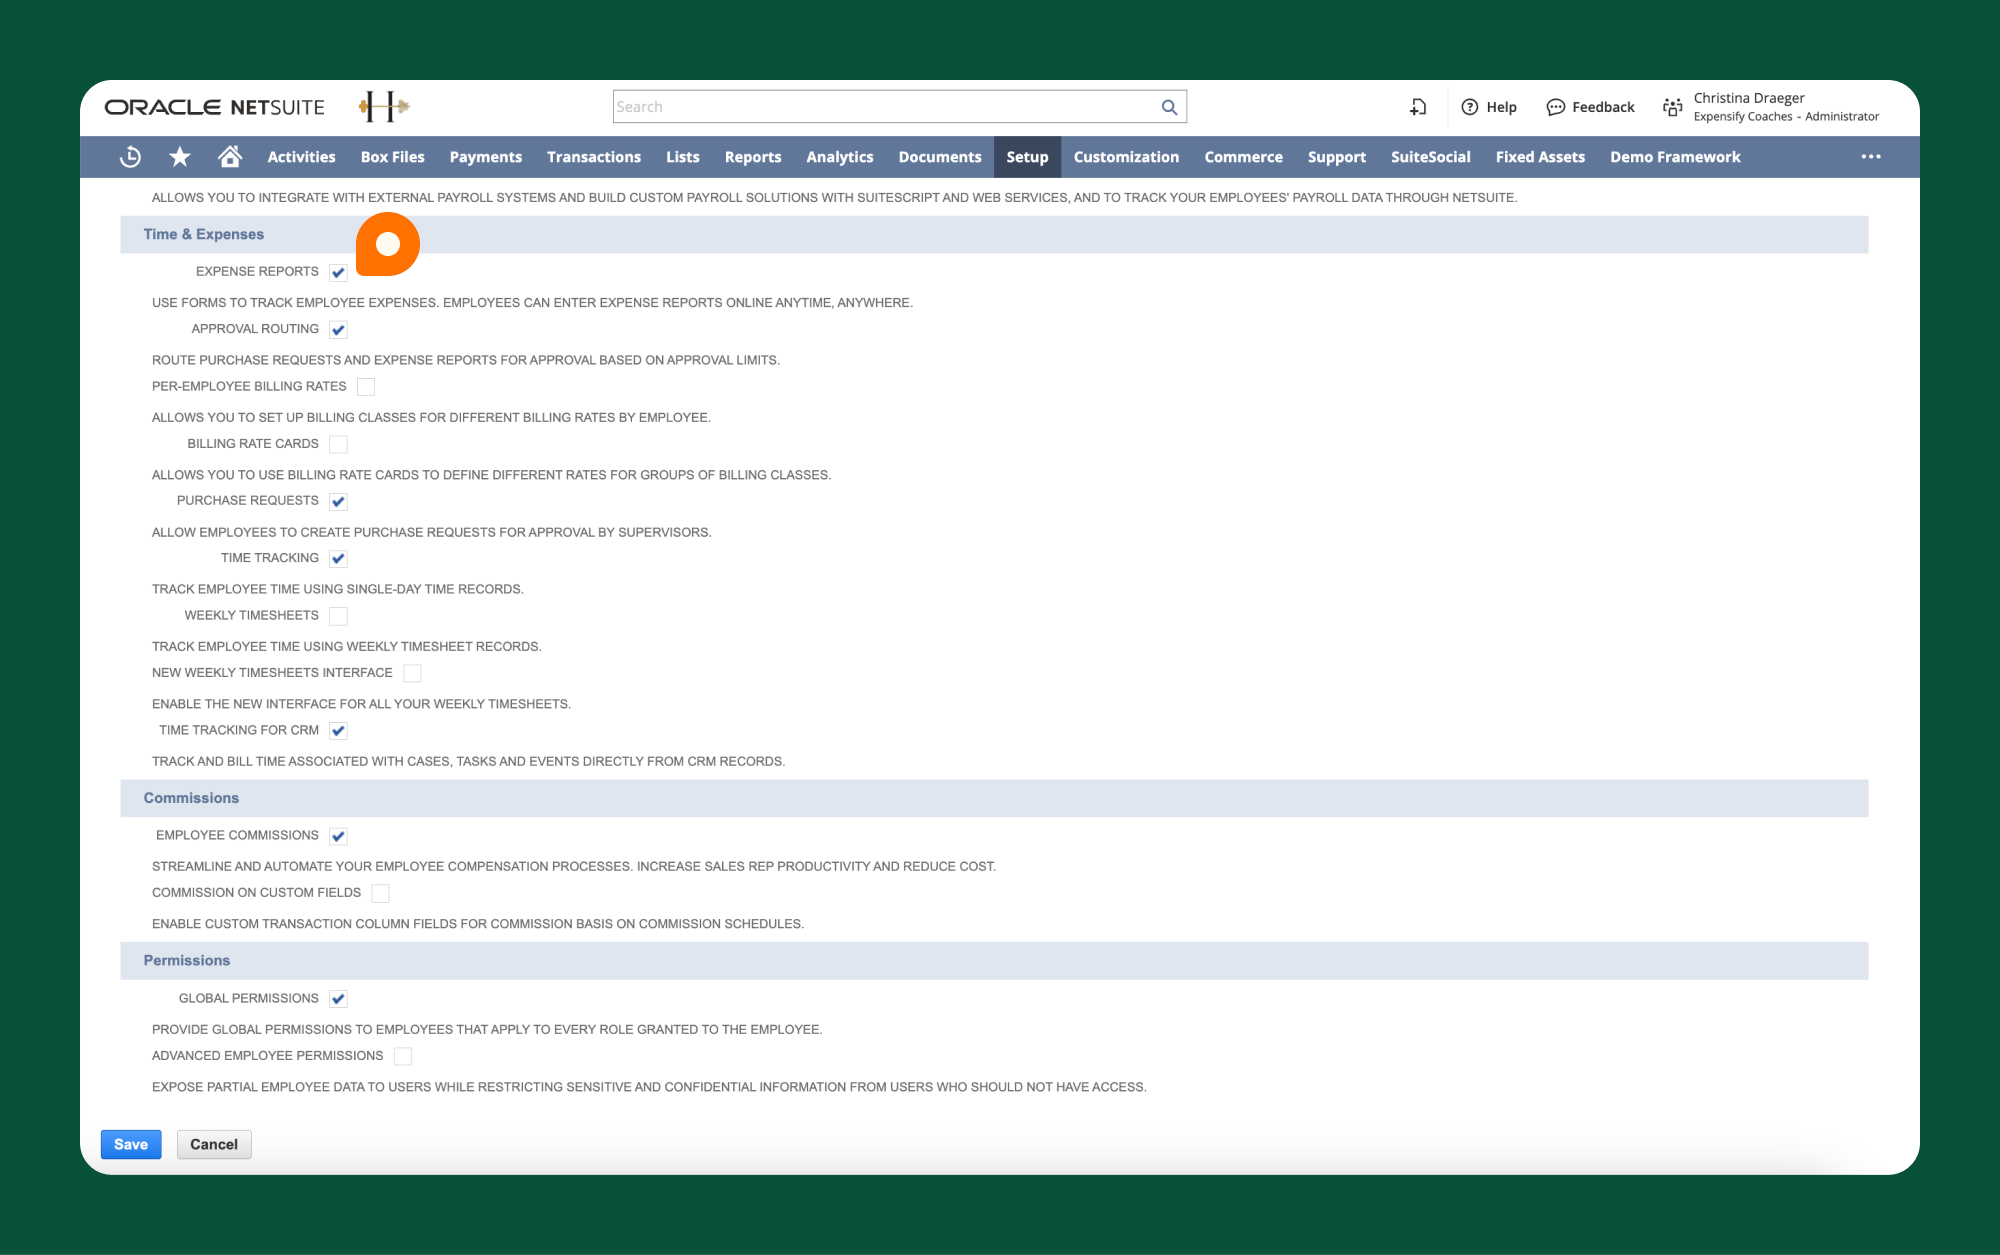 ORACLE NETSUITE
H
Search
Help
Feedback
Christina Draeger
Expensify Coaches - Administrator
Activities Box Files Payments Transactions Lists Reports Analytics Documents Setup Customization Commerce Support SuiteSocial Fixed Assets Demo Framework
ALLOWS YOU TO INTEGRATE WITH EXTERNAL PAYROLL SYSTEMS AND BUILD CUSTOM PAYROLL SOLUTIONS WITH SUITESCRIPT AND WEB SERVICES, AND TO TRACK YOUR EMPLOYEES' PAYROLL DATA THROUGH NETSUITE.
Time & Expenses
EXPENSE REPORTS
USE FORMS TO TRACK EMPLOYEE EXPENSES. EMPLOYEES CAN ENTER EXPENSE REPORTS ONLINE ANYTIME, ANYWHERE.
APPROVAL ROUTING
ROUTE PURCHASE REQUESTS AND EXPENSE REPORTS FOR APPROVAL BASED ON APPROVAL LIMITS.
PER-EMPLOYEE BILLING RATES
ALLOWS YOU TO SET UP BILLING CLASSES FOR DIFFERENT BILLING RATES BY EMPLOYEE.
BILLING RATE CARDS
ALLOWS YOU TO USE BILLING RATE CARDS TO DEFINE DIFFERENT RATES FOR GROUPS OF BILLING CLASSES.
PURCHASE REQUESTS
ALLOW EMPLOYEES TO CREATE PURCHASE REQUESTS FOR APPROVAL BY SUPERVISORS.
TIME TRACKING
TRACK EMPLOYEE TIME USING SINGLE-DAY TIME RECORDS.
WEEKLY TIMESHEETS
TRACK EMPLOYEE TIME USING WEEKLY TIMESHEET RECORDS.
NEW WEEKLY TIMESHEETS INTERFACE
ENABLE THE NEW INTERFACE FOR ALL YOUR WEEKLY TIMESHEETS.
TIME TRACKING FOR CRM
TRACK AND BILL TIME ASSOCIATED WITH CASES, TASKS AND EVENTS DIRECTLY FROM CRM RECORDS.
Commissions
EMPLOYEE COMMISSIONS
STREAMLINE AND AUTOMATE YOUR EMPLOYEE COMPENSATION PROCESSES. INCREASE SALES REP PRODUCTIVITY AND REDUCE COST.
COMMISSION ON CUSTOM FIELDS
ENABLE CUSTOM TRANSACTION COLUMN FIELDS FOR COMMISSION BASIS ON COMMISSION SCHEDULES.
Permissions
GLOBAL PERMISSIONS
PROVIDE GLOBAL PERMISSIONS TO EMPLOYEES THAT APPLY TO EVERY ROLE GRANTED TO THE EMPLOYEE.
ADVANCED EMPLOYEE PERMISSIONS
EXPOSE PARTIAL EMPLOYEE DATA TO USERS WHILE RESTRICTING SENSITIVE AND CONFIDENTIAL INFORMATION FROM USERS WHO SHOULD NOT HAVE ACCESS.
Save Cancel